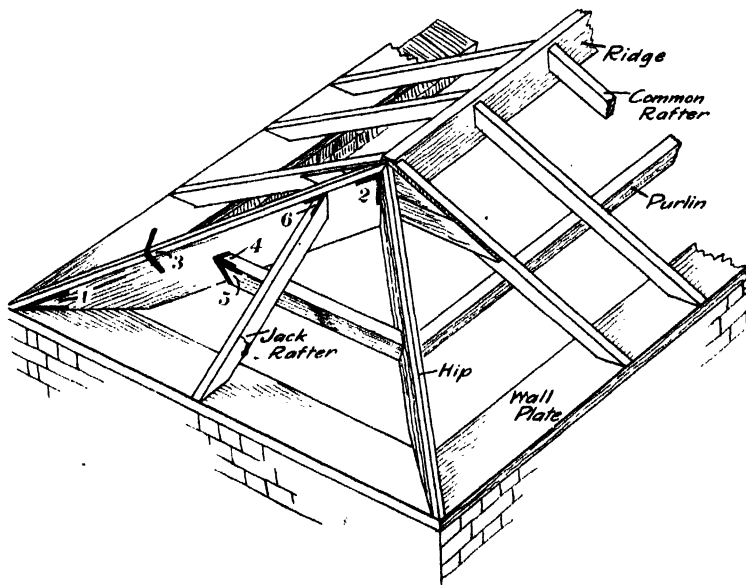 Ridge
Common
Rafter
Purlin
2
6
4
3
5
1
Jack
Rafter
Hip
Wall
Plate